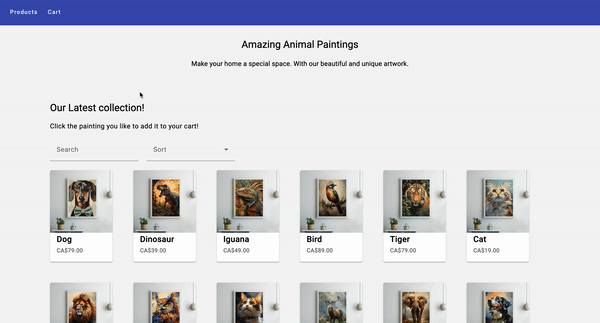 Products Cart
Amazing Animal Paintings
Make your home a special space. With our beautiful and unique artwork.
Our Latest collection!
Click the painting you like to add it to your cart!
Search Sort
Dog Dinosaur Iguana Bird Tiger Cat
CA$79.00 CA$39.00 CA$49.00 CA$89.00 CA$79.00 CA$19.00